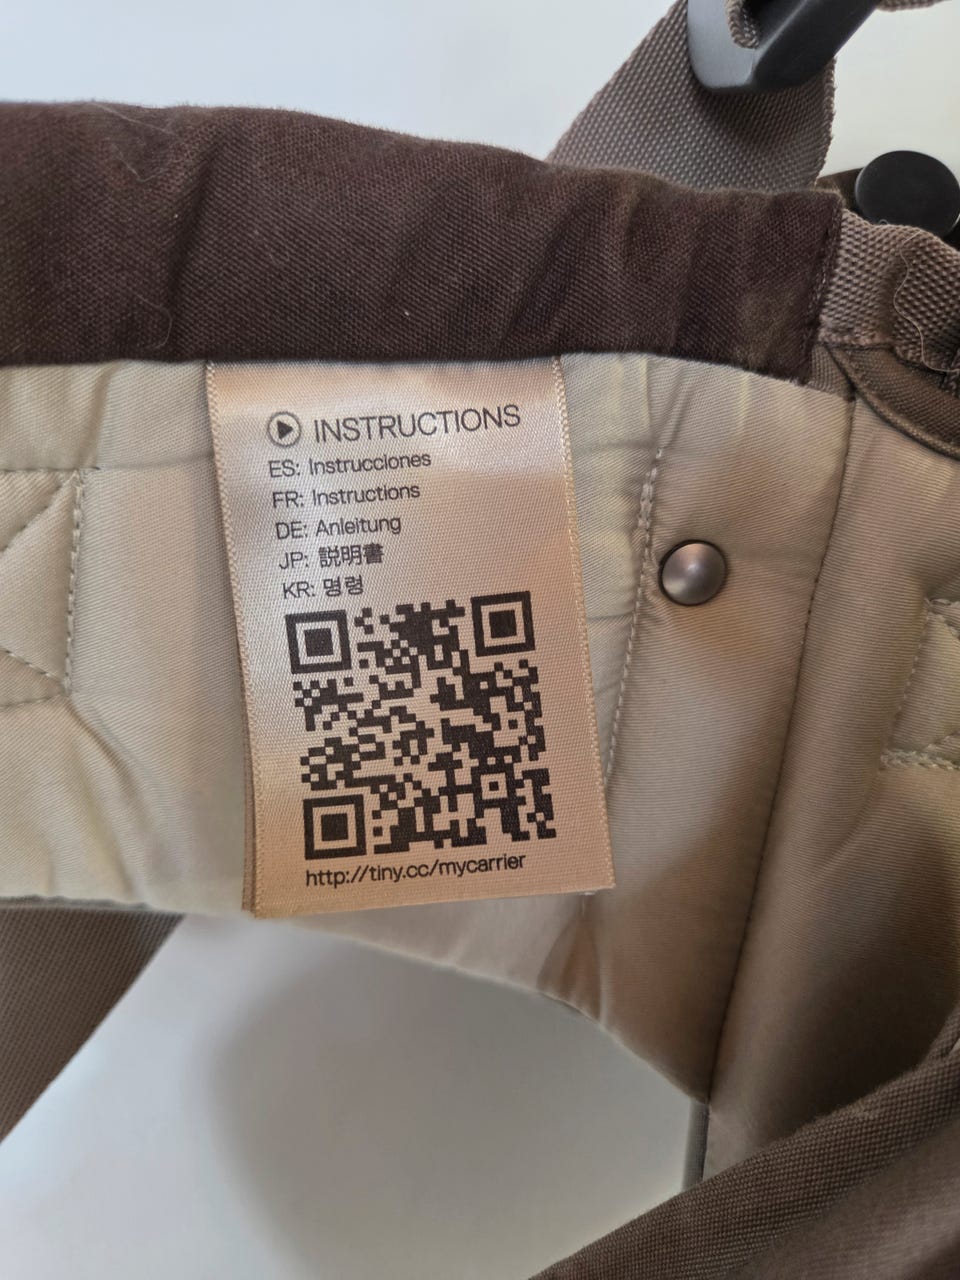 INSTRUCTIONS
ES: Instrucciones
FR: Instructions
DE: Anleitung
JP: 説明書
KR: 명령
http://tiny.cc/mycarrier